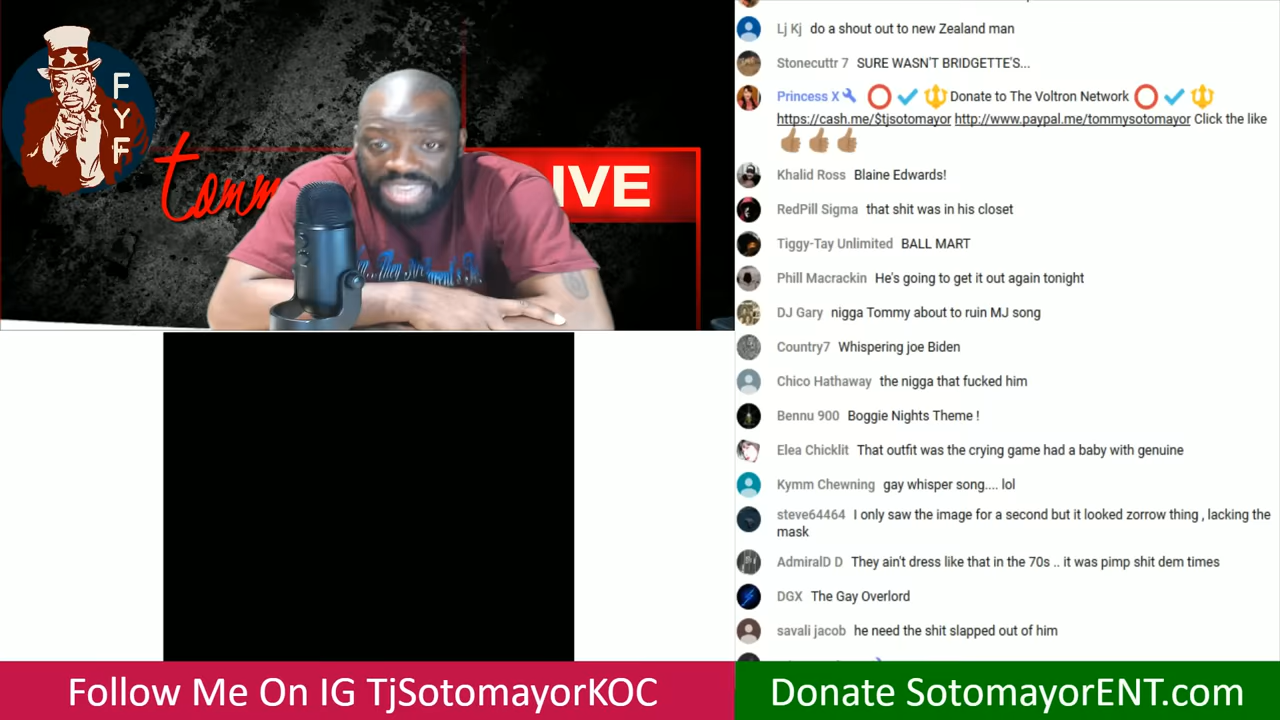 FYF
tomm
IVE
Lj Kj do a shout out to new Zealand man
Stonecuttr 7 SURE WASN'T BRIDGETTE'S...
Princess X Donate to The Voltron Network
https://cash.me/$tjsotomayor http://www.paypal.me/tommysotomayor Click the like
Khalid Ross Blaine Edwards!
RedPill Sigma that shit was in his closet
Tiggy-Tay Unlimited BALL MART
Phill Macrackin He's going to get it out again tonight
DJ Gary nigga Tommy about to ruin MJ song
Country7 Whispering joe Biden
Chico Hathaway the nigga that fucked him
Bennu 900 Boggie Nights Theme !
Elea Chicklit That outfit was the crying game had a baby with genuine
Kymm Chewning gay whisper song.... lol
steve64464 I only saw the image for a second but it looked zorrow thing , lacking the
mask
AdmiralD D They ain't dress like that in the 70s .. it was pimp shit dem times
DGX The Gay Overlord
savali jacob he need the shit slapped out of him
Follow Me On IG TjSotomayorKOC
Donate SotomayorENT.com